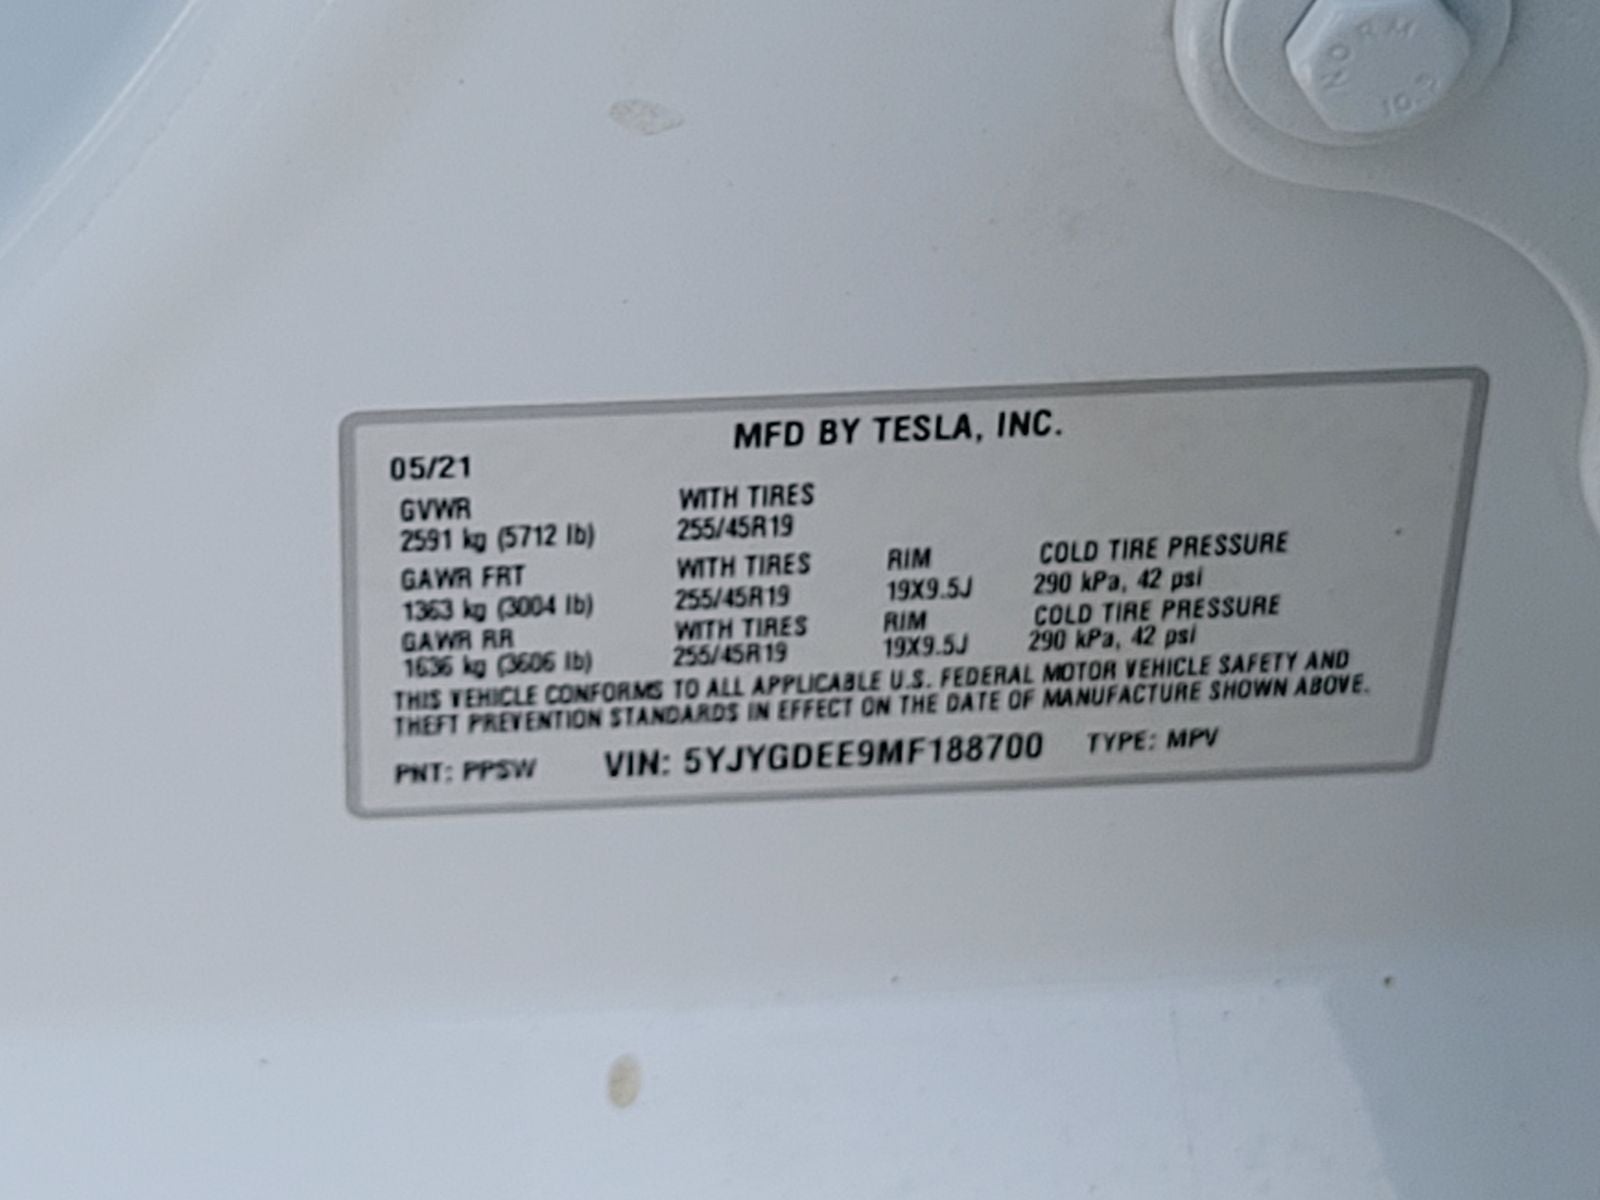 NORM
10.9
MFD BY TESLA, INC.
05/21
GVWR WITH TIRES
2591 kg (5712 lb) 255/45R19
GAWR FRT WITH TIRES RIM COLD TIRE PRESSURE
1363 kg (3004 lb) 255/45R19 19X9.5J 290 kPa, 42 psi
GAWR RR WITH TIRES RIM COLD TIRE PRESSURE
1636 kg (3606 lb) 255/45R19 19X9.5J 290 kPa, 42 psi
THIS VEHICLE CONFORMS TO ALL APPLICABLE U.S. FEDERAL MOTOR VEHICLE SAFETY AND
THEFT PREVENTION STANDARDS IN EFFECT ON THE DATE OF MANUFACTURE SHOWN ABOVE.
PNT: PPSW VIN: 5YJYGDEE9MF188700 TYPE: MPV